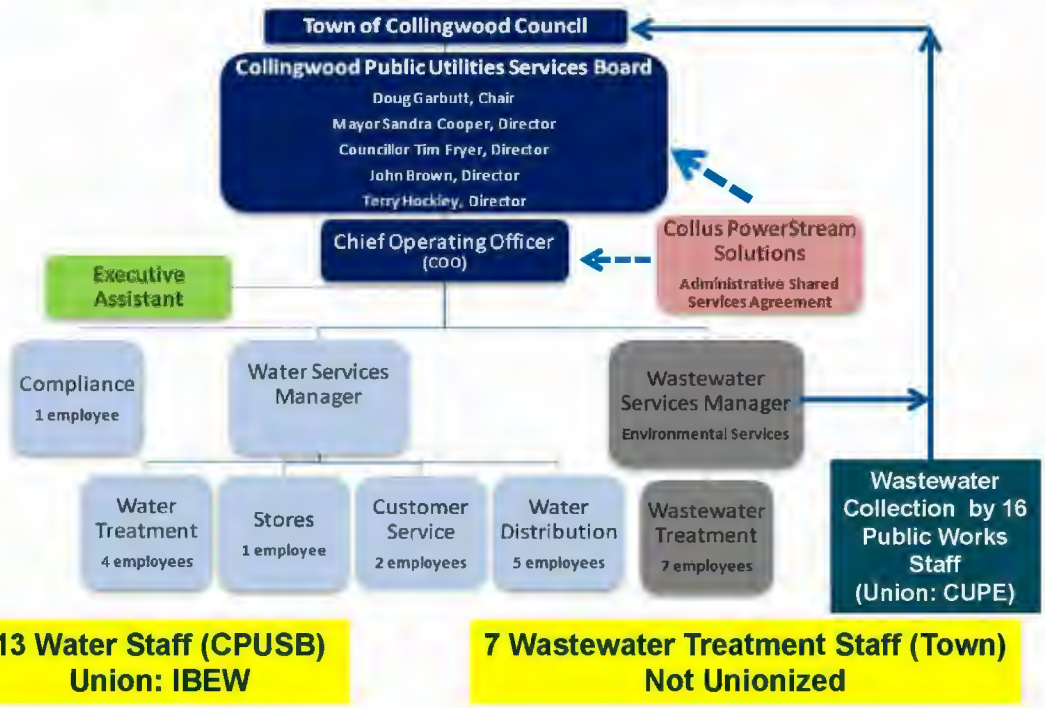 Town of Collingwood Council
Collingwood Public Utilities Services Board
Doug Garbutt, Chair
Mayor Sandra Cooper, Director
Councillor Tim Fryer, Director
John Brown, Director
Terry Hockley, Director
Chief Operating Officer
(COO)
Collus PowerStream
Solutions
Administrative Shared
Services Agreement
Executive
Assistant
Compliance
1 employee
Water Services
Manager
Wastewater
Services Manager
Environmental Services
Water
Treatment
4 employees
Stores
1 employee
Customer
Service
2 employees
Water
Distribution
5 employees
Wastewater
Treatment
7 employees
Wastewater
Collection by 16
Public Works
Staff
(Union: CUPE)
13 Water Staff (CPUSB)
Union: IBEW
7 Wastewater Treatment Staff (Town)
Not Unionized